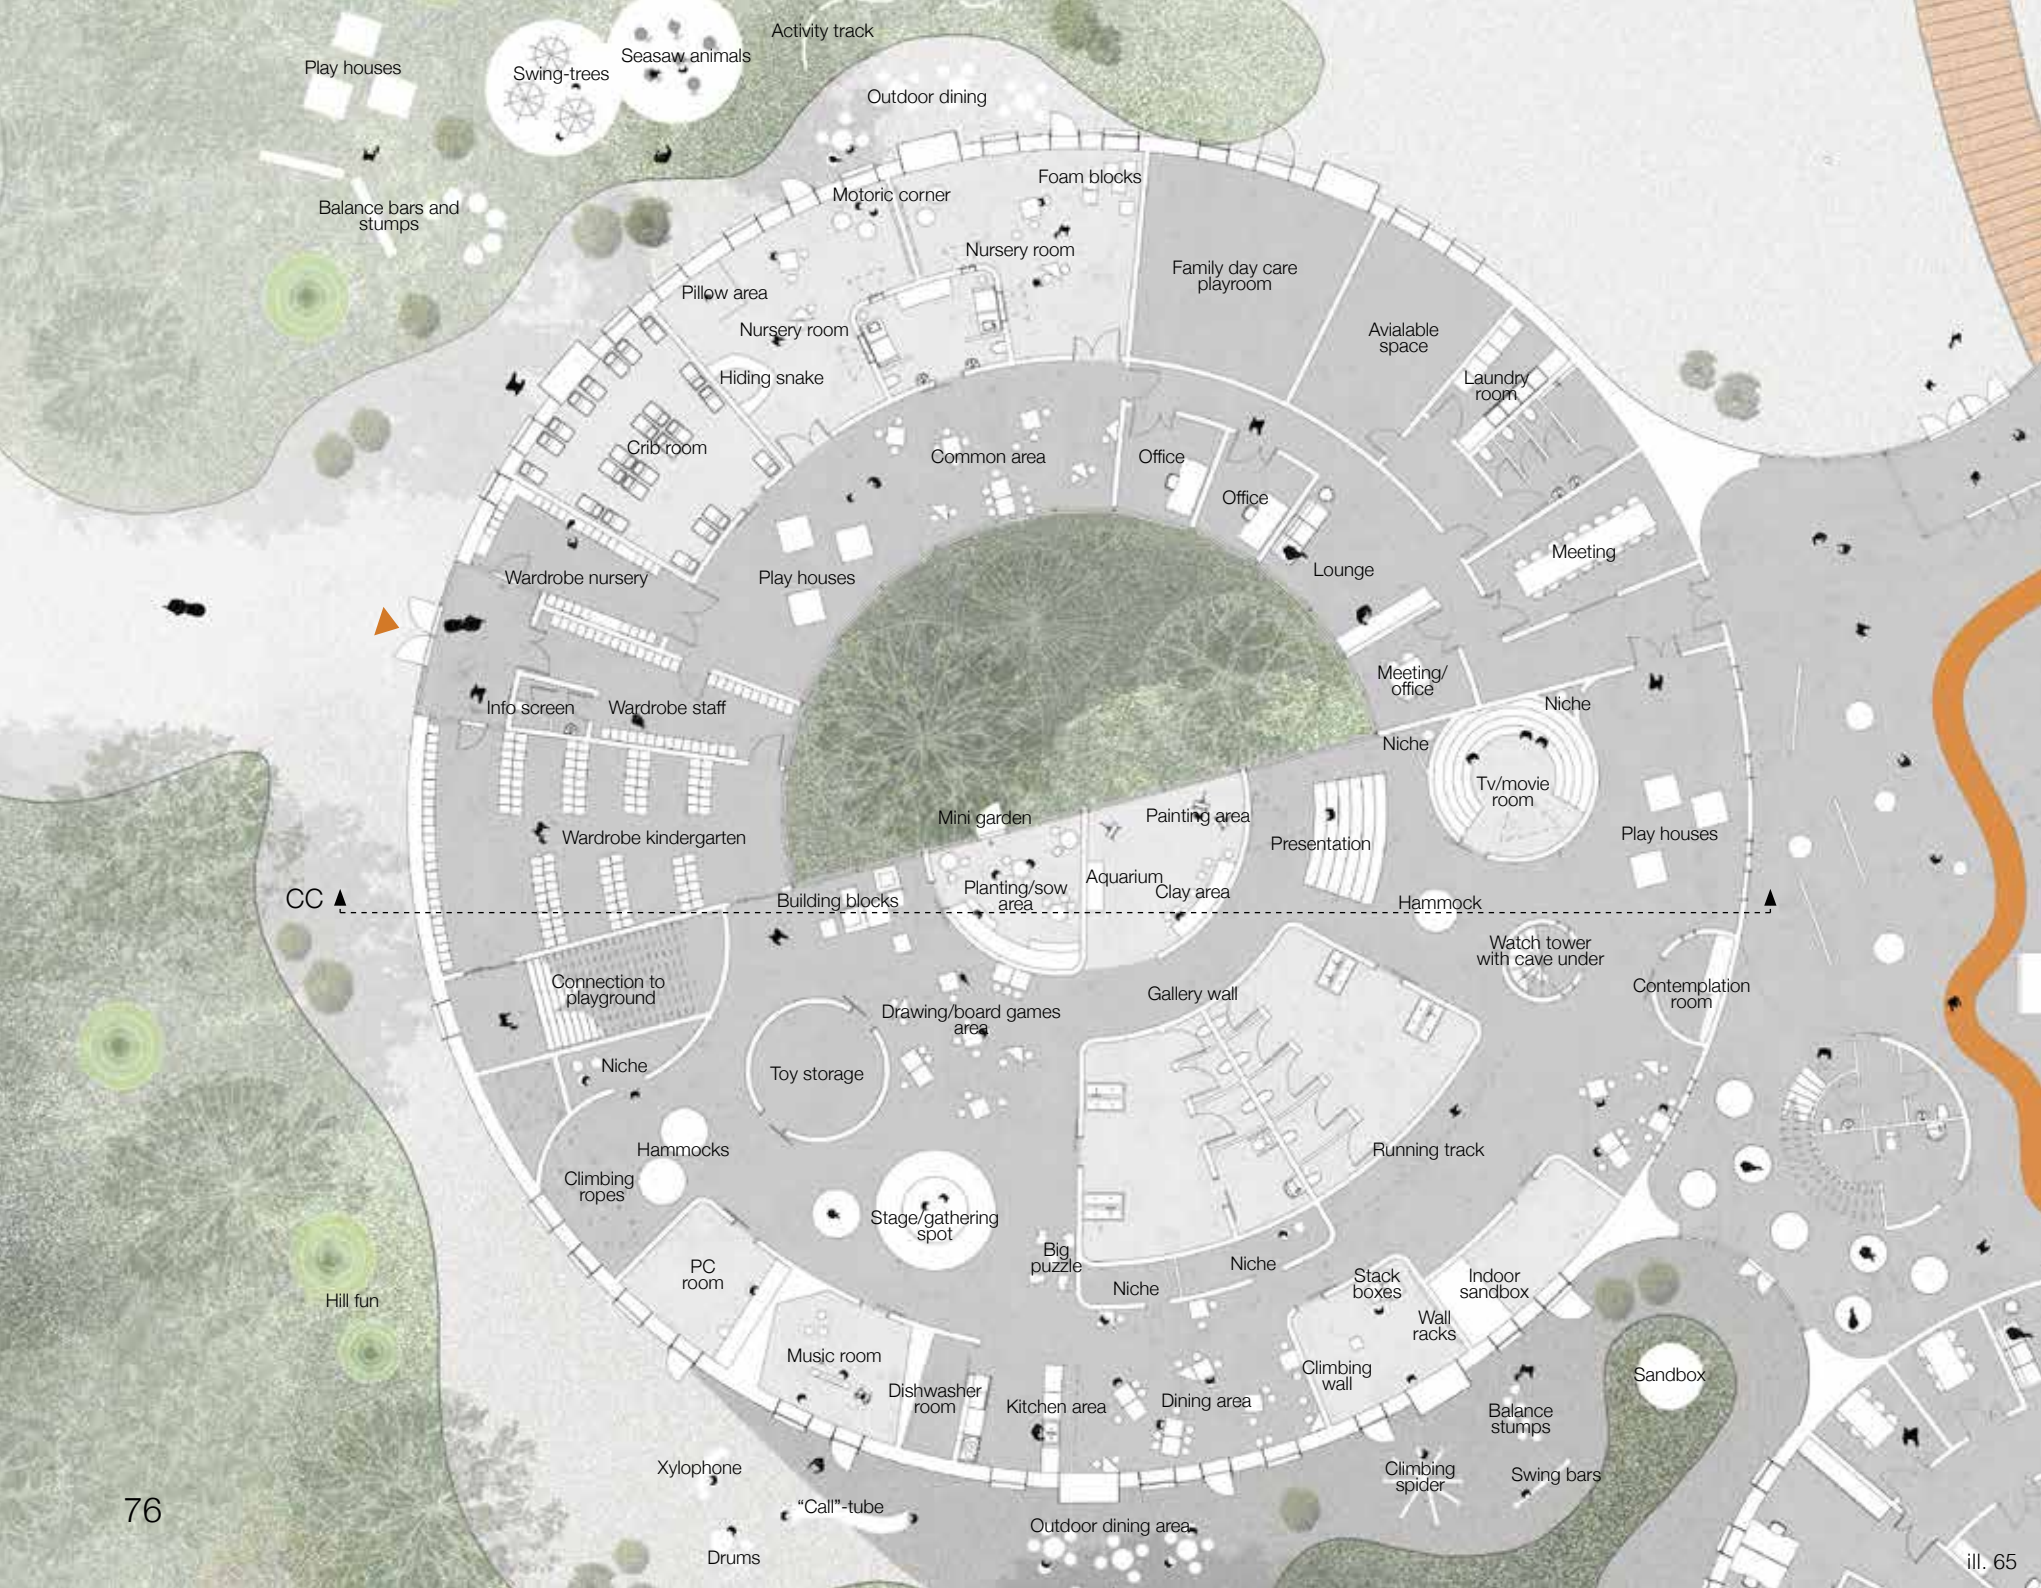 Activity track
Play houses
Swing-trees
Seasaw animals
Outdoor dining
Balance bars and
stumps
Motoric corner
Foam blocks
Nursery room
Family day care
playroom
Pillow area
Nursery room
Avialable
space
Hiding snake
Laundry
room
Crib room
Common area
Office
Office
Meeting
Lounge
Wardrobe nursery
Play houses
Meeting/
office
Info screen
Wardrobe staff
Niche
Niche
Tv/movie
room
Mini garden
Painting area
Wardrobe kindergarten
Presentation
Play houses
Planting/sow
area
Aquarium
Clay area
CC
Building blocks
Hammock
Watch tower
with cave under
Connection to
playground
Gallery wall
Contemplation
room
Drawing/board games
area
Niche
Toy storage
Hammocks
Running track
Climbing
ropes
Stage/gathering
spot
PC
room
Big
puzzle
Niche
Niche
Stack
boxes
Indoor
sandbox
Hill fun
Wall
racks
Music room
Climbing
wall
Sandbox
Dishwasher
room
Kitchen area
Dining area
Balance
stumps
Xylophone
Climbing
spider
Swing bars
"Call"-tube
Outdoor dining area
Drums
76
ill. 65